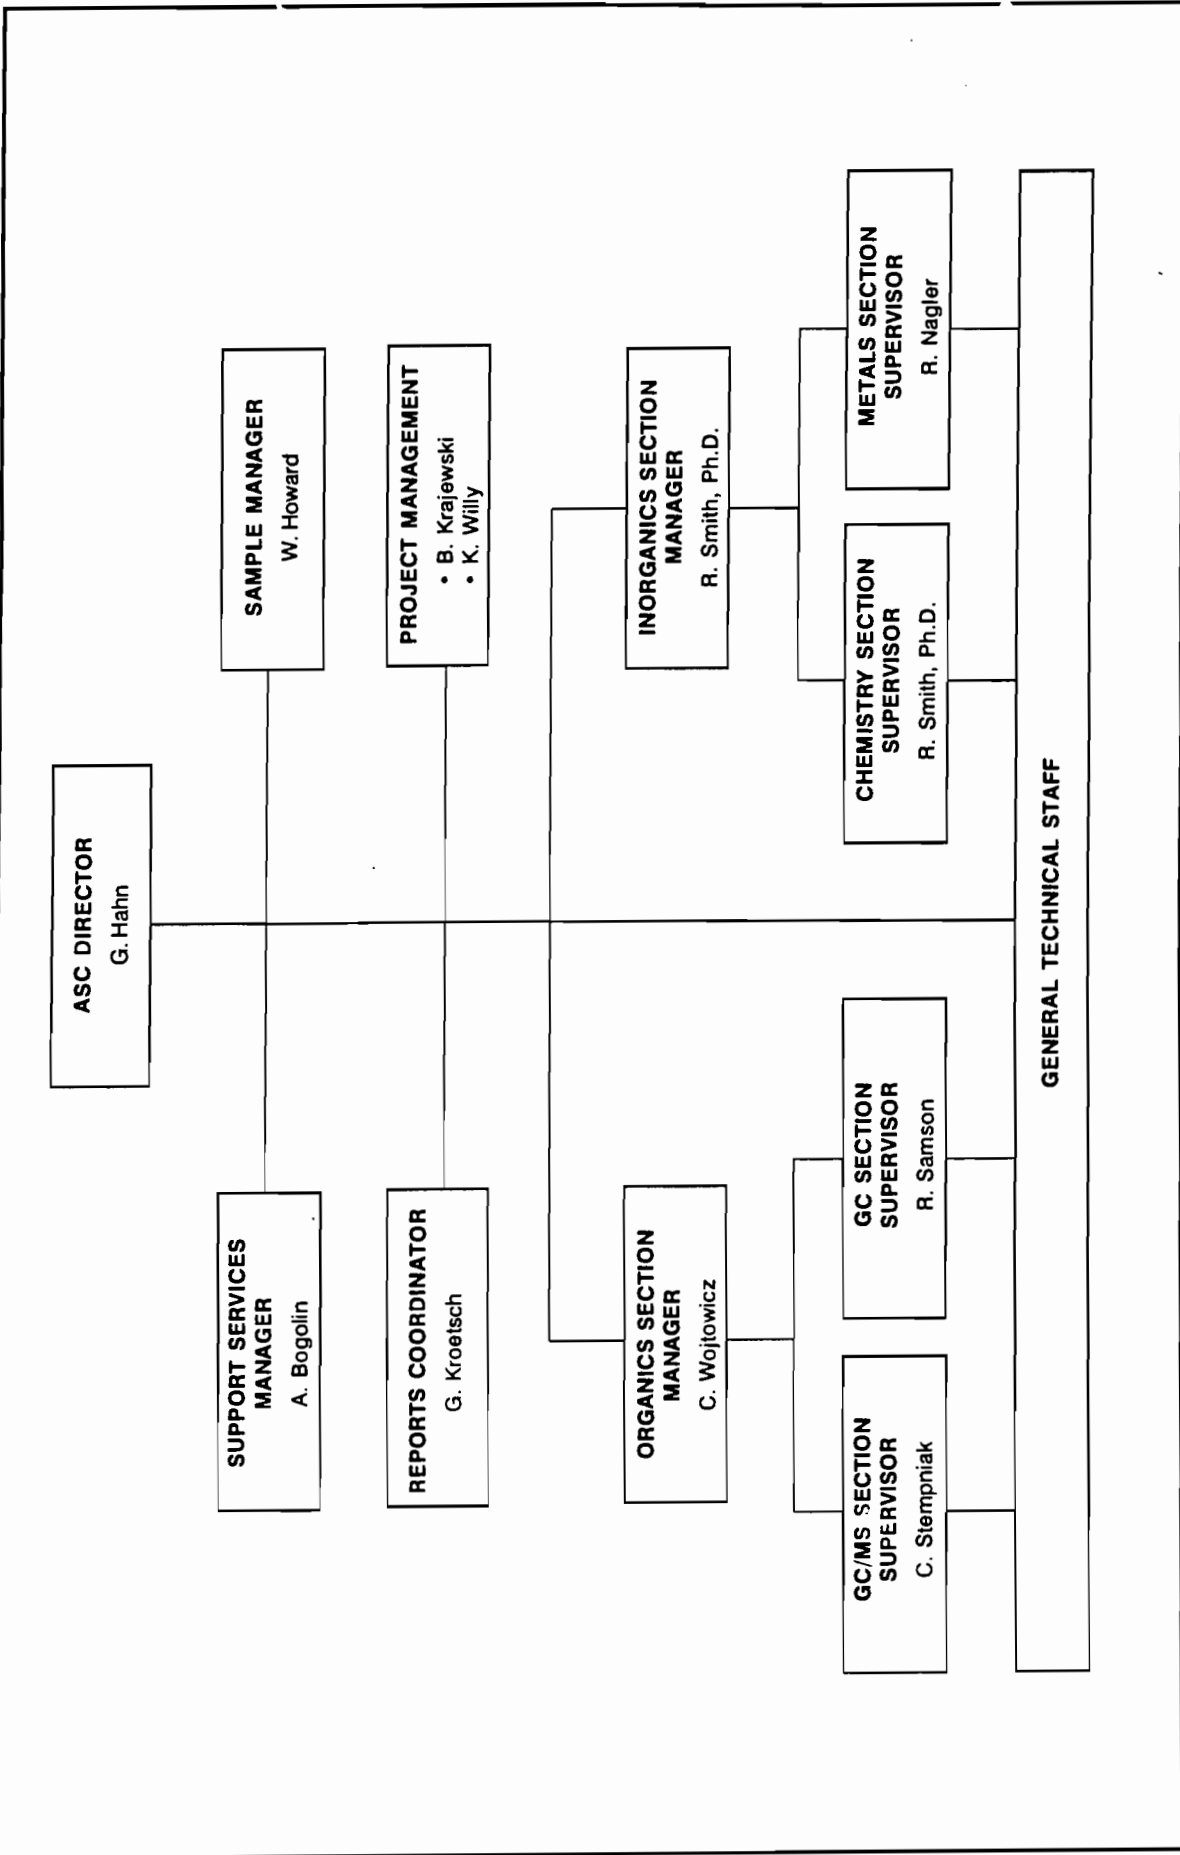 ASC DIRECTOR
G. Hahn
SUPPORT SERVICES
MANAGER
A. Bogolin
SAMPLE MANAGER
W. Howard
REPORTS COORDINATOR
G. Kroetsch
PROJECT MANAGEMENT
• B. Krajewski
• K. Willy
ORGANICS SECTION
MANAGER
C. Wojtowicz
INORGANICS SECTION
MANAGER
R. Smith, Ph.D.
GC/MS SECTION
SUPERVISOR
C. Stempniak
GC SECTION
SUPERVISOR
R. Samson
CHEMISTRY SECTION
SUPERVISOR
R. Smith, Ph.D.
METALS SECTION
SUPERVISOR
R. Nagler
GENERAL TECHNICAL STAFF